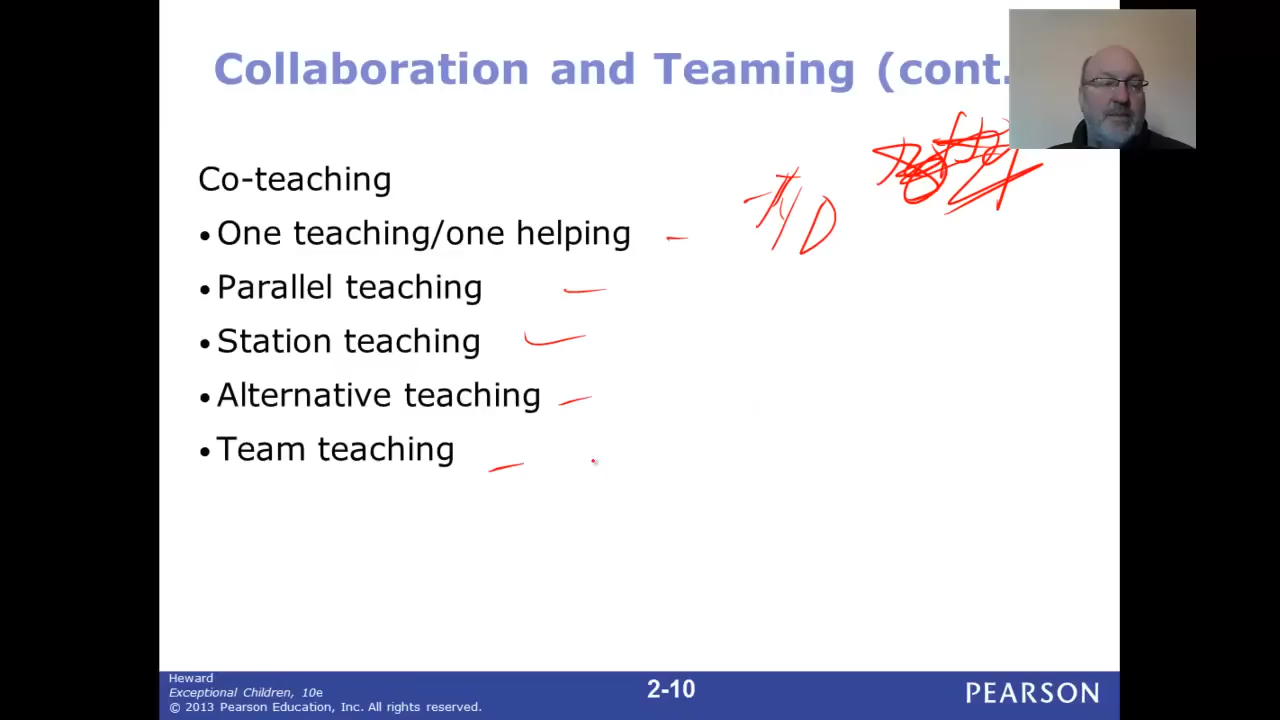 Collaboration and Teaming (cont.
Co-teaching
• One teaching/one helping
• Parallel teaching
• Station teaching
• Alternative teaching
• Team teaching
Heward
Exceptional Children, 10e
© 2013 Pearson Education, Inc. All rights reserved.
2-10
PEARSON